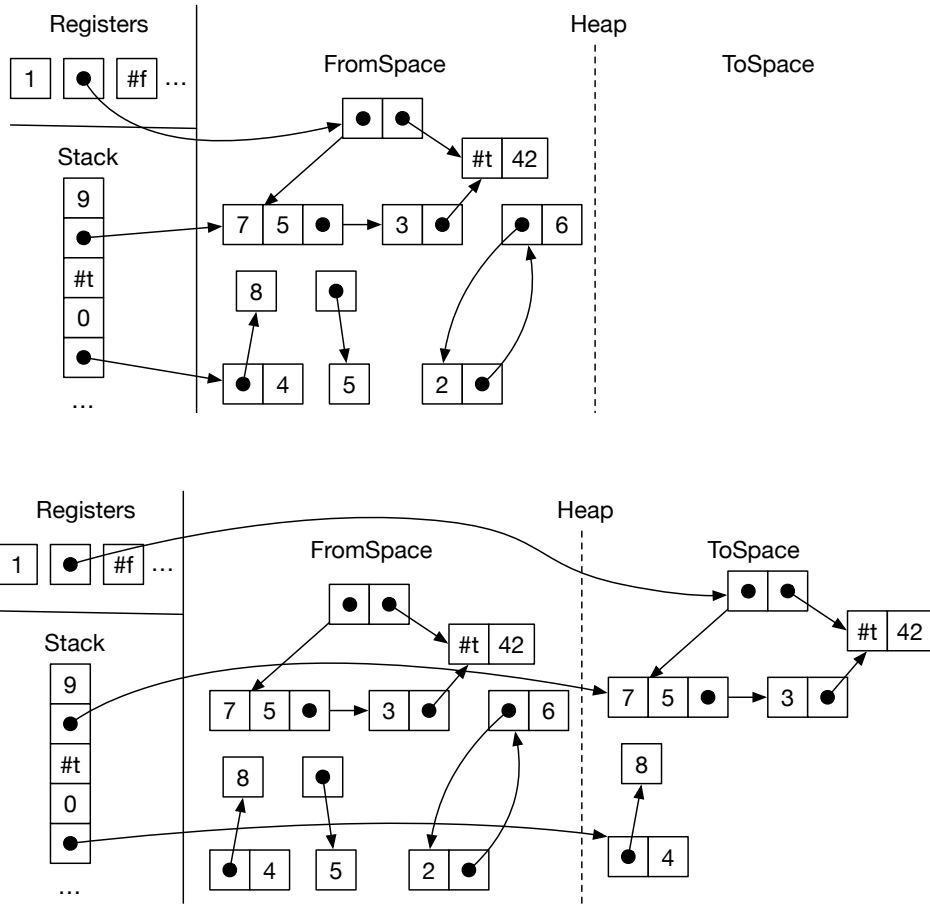 Registers
Heap
FromSpace
ToSpace
1 #f ...
#t 42
Stack
9
7 5 3 6
#t
8
0
4 5 2
...
Registers
Heap
FromSpace
ToSpace
1 #f ...
#t 42 #t 42
Stack
9
7 5 3 6 7 5 3
#t
8 8
0
4 5 2 4
...